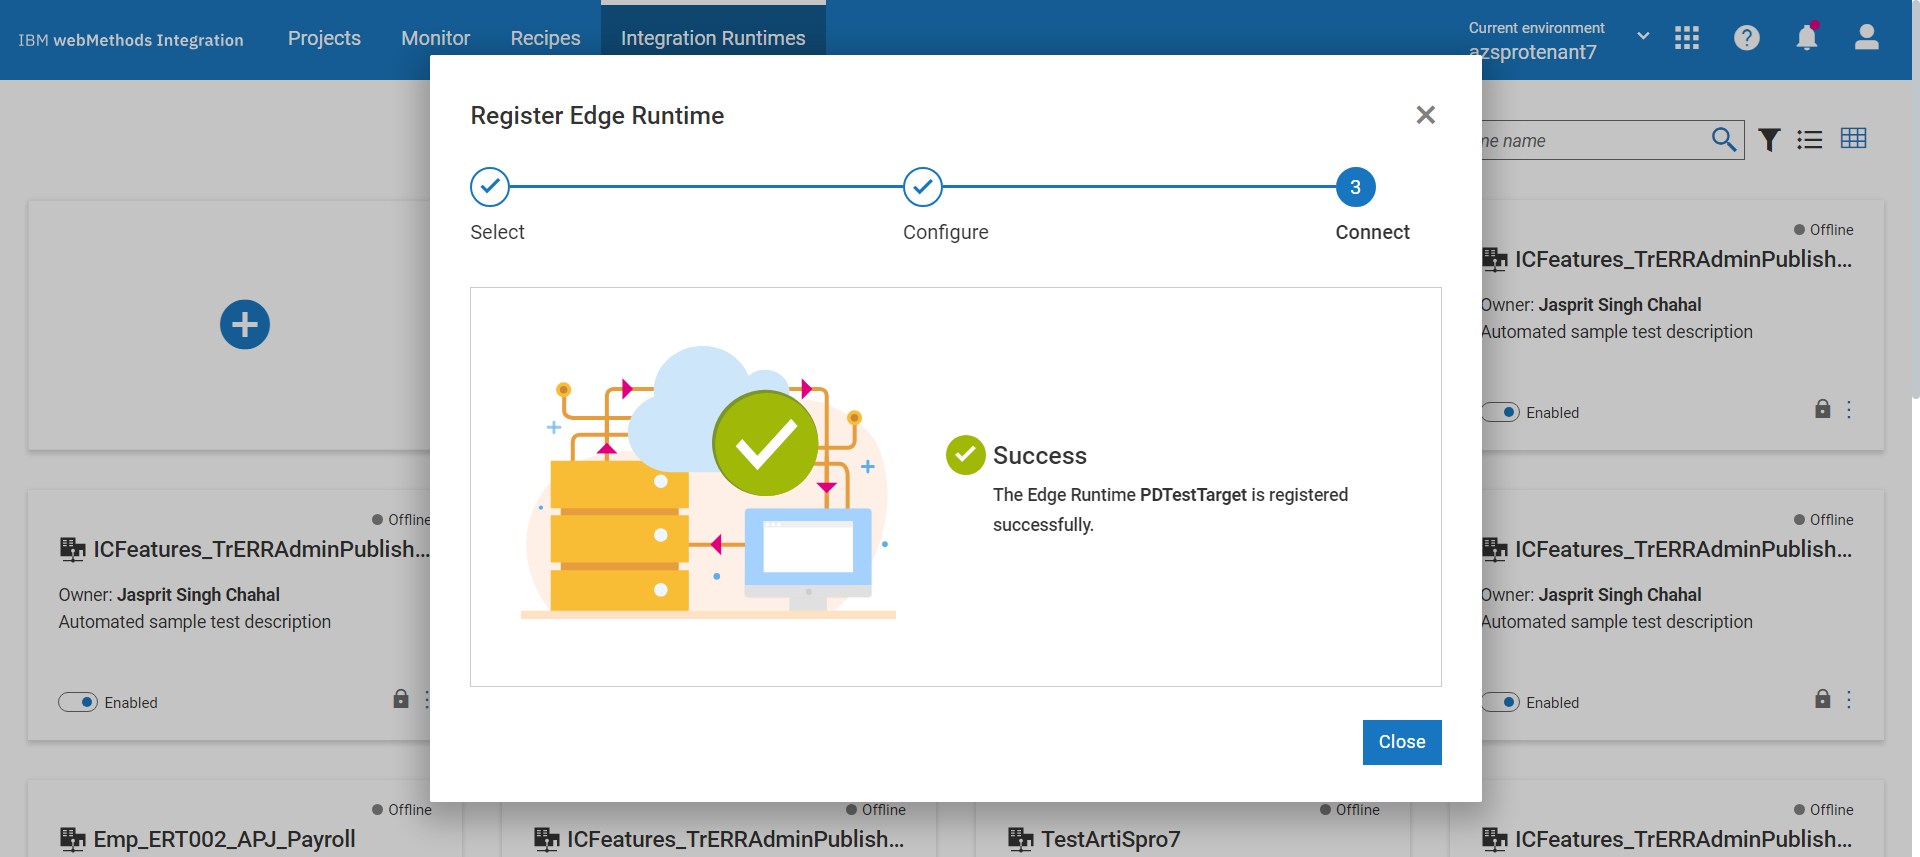 IBM webMethods Integration
Projects
Monitor
Recipes
Integration Runtimes
Current environment
azsprotenant7
Register Edge Runtime
3
Select
Configure
Connect
name
Offline
ICFeatures_TrERRAdminPublish...
Owner: Jasprit Singh Chahal
Automated sample test description
Enabled
Success
The Edge Runtime PDTestTarget is registered
successfully.
Close
Offline
ICFeatures_TrERRAdminPublish...
Owner: Jasprit Singh Chahal
Automated sample test description
Enabled
Offline
ICFeatures_TrERRAdminPublish...
Owner: Jasprit Singh Chahal
Automated sample test description
Enabled
Offline
Emp_ERT002_APJ_Payroll
Offline
ICFeatures_TrERRAdminPublish...
Offline
TestArtiSpro7
Offline
ICFeatures_TrERRAdminPublish...